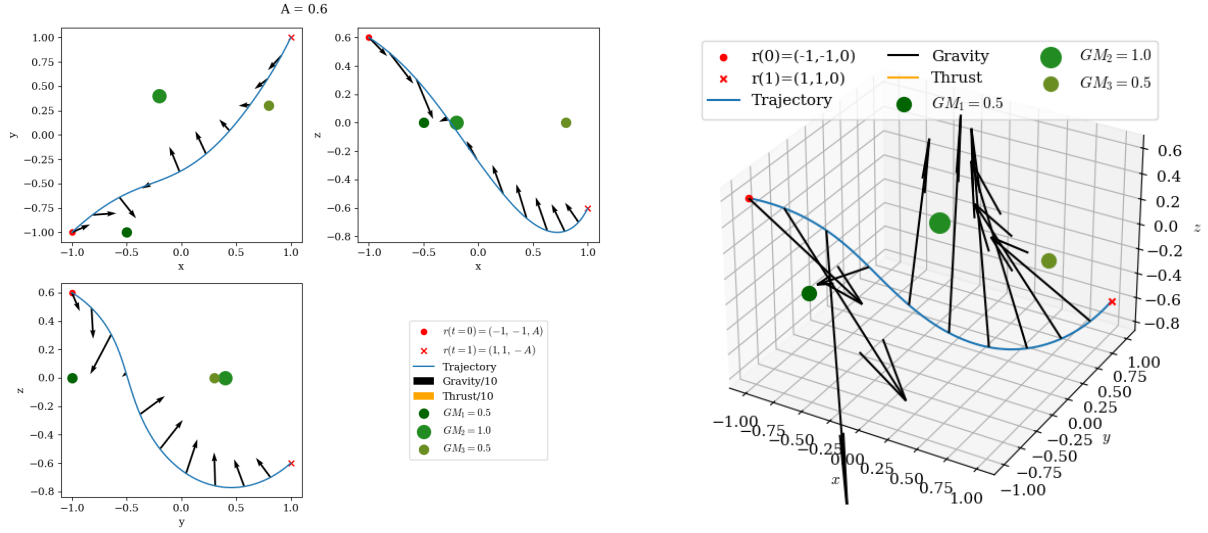 A = 0.6
1.00
0.75
0.50
0.25
0.00
−0.25
−0.50
−0.75
−1.00
y
−1.0 −0.5 0.0 0.5 1.0
x
0.6
0.4
0.2
0.0
−0.2
−0.4
−0.6
−0.8
z
−1.0 −0.5 0.0 0.5 1.0
x
0.6
0.4
0.2
0.0
−0.2
−0.4
−0.6
−0.8
z
−1.0 −0.5 0.0 0.5 1.0
y
r(t=0)=(−1, −1, A)
r(t=1)=(1, 1, −A)
Trajectory
Gravity/10
Thrust/10
GM₁ = 0.5
GM₂ = 1.0
GM₃ = 0.5
r(0)=(-1,-1,0)
r(1)=(1,1,0)
Trajectory
Gravity
Thrust
GM₁ = 0.5
GM₂ = 1.0
GM₃ = 0.5
0.6
0.4
0.2
0.0
−0.2
−0.4
−0.6
−0.8
z
1.00
0.75
0.50
0.25
0.00
−0.25
−0.50
−0.75
−1.00
y
−1.00
−0.75
−0.50
−0.25
0.00
0.25
0.50
0.75
1.00
x